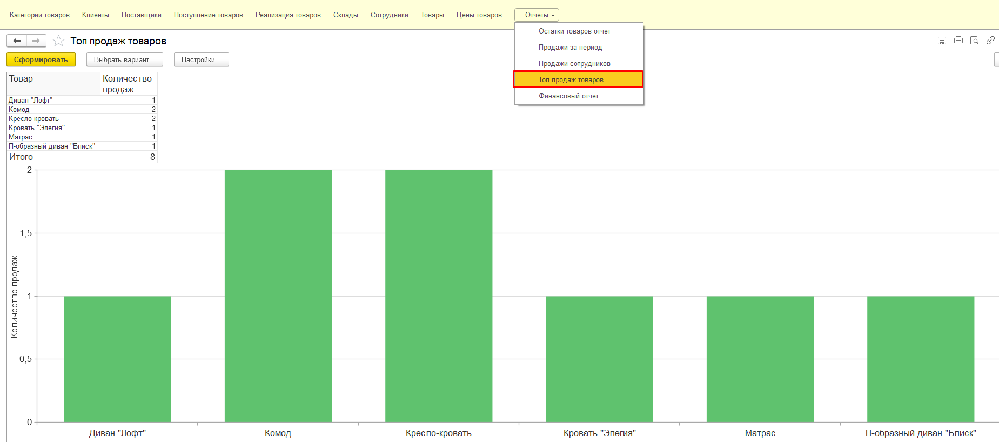 Категории товаров Клиенты Поставщики Поступление товаров Реализация товаров Склады Сотрудники Товары Цены товаров Отчеты
Остатки товаров отчет
Продажи за период
Продажи сотрудников
Топ продаж товаров
Финансовый отчет
Топ продаж товаров
Сформировать Выбрать вариант... Настройки...
Товар Количество продаж
Диван "Лофт" 1
Комод 2
Кресло-кровать 2
Кровать "Элегия" 1
Матрас 1
П-образный диван "Блиск" 1
Итого 8
Количество продаж
2
1,5
1
0,5
0
Диван "Лофт" Комод Кресло-кровать Кровать "Элегия" Матрас П-образный диван "Блиск"